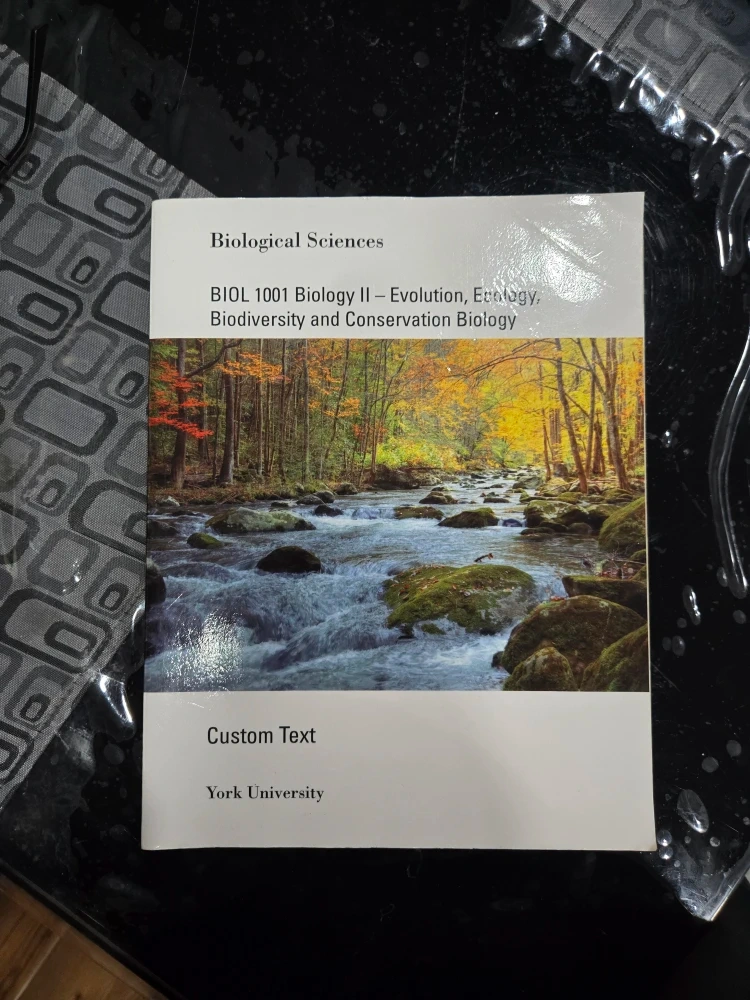 Biological Sciences
BIOL 1001 Biology II – Evolution, Ecology,
Biodiversity and Conservation Biology
Custom Text
York University